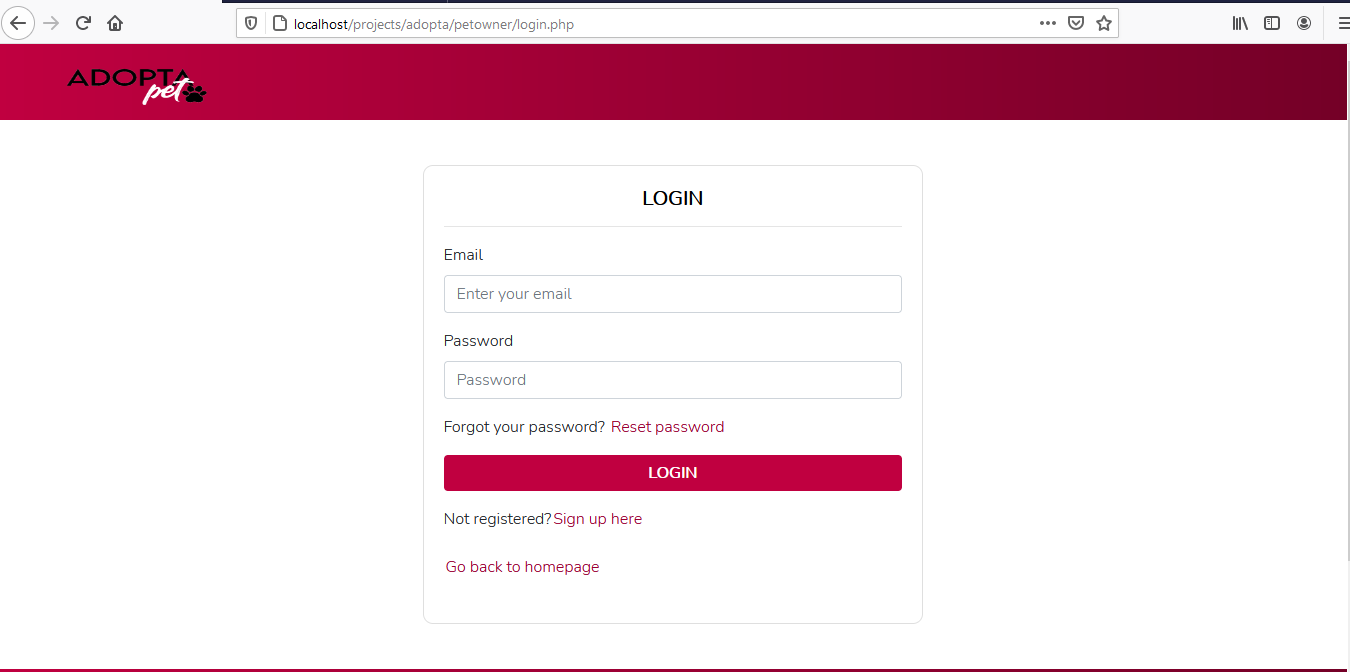 localhost/projects/adopta/petowner/login.php
ADOPTA
pet
LOGIN
Email
Enter your email
Password
Password
Forgot your password? Reset password
LOGIN
Not registered? Sign up here
Go back to homepage